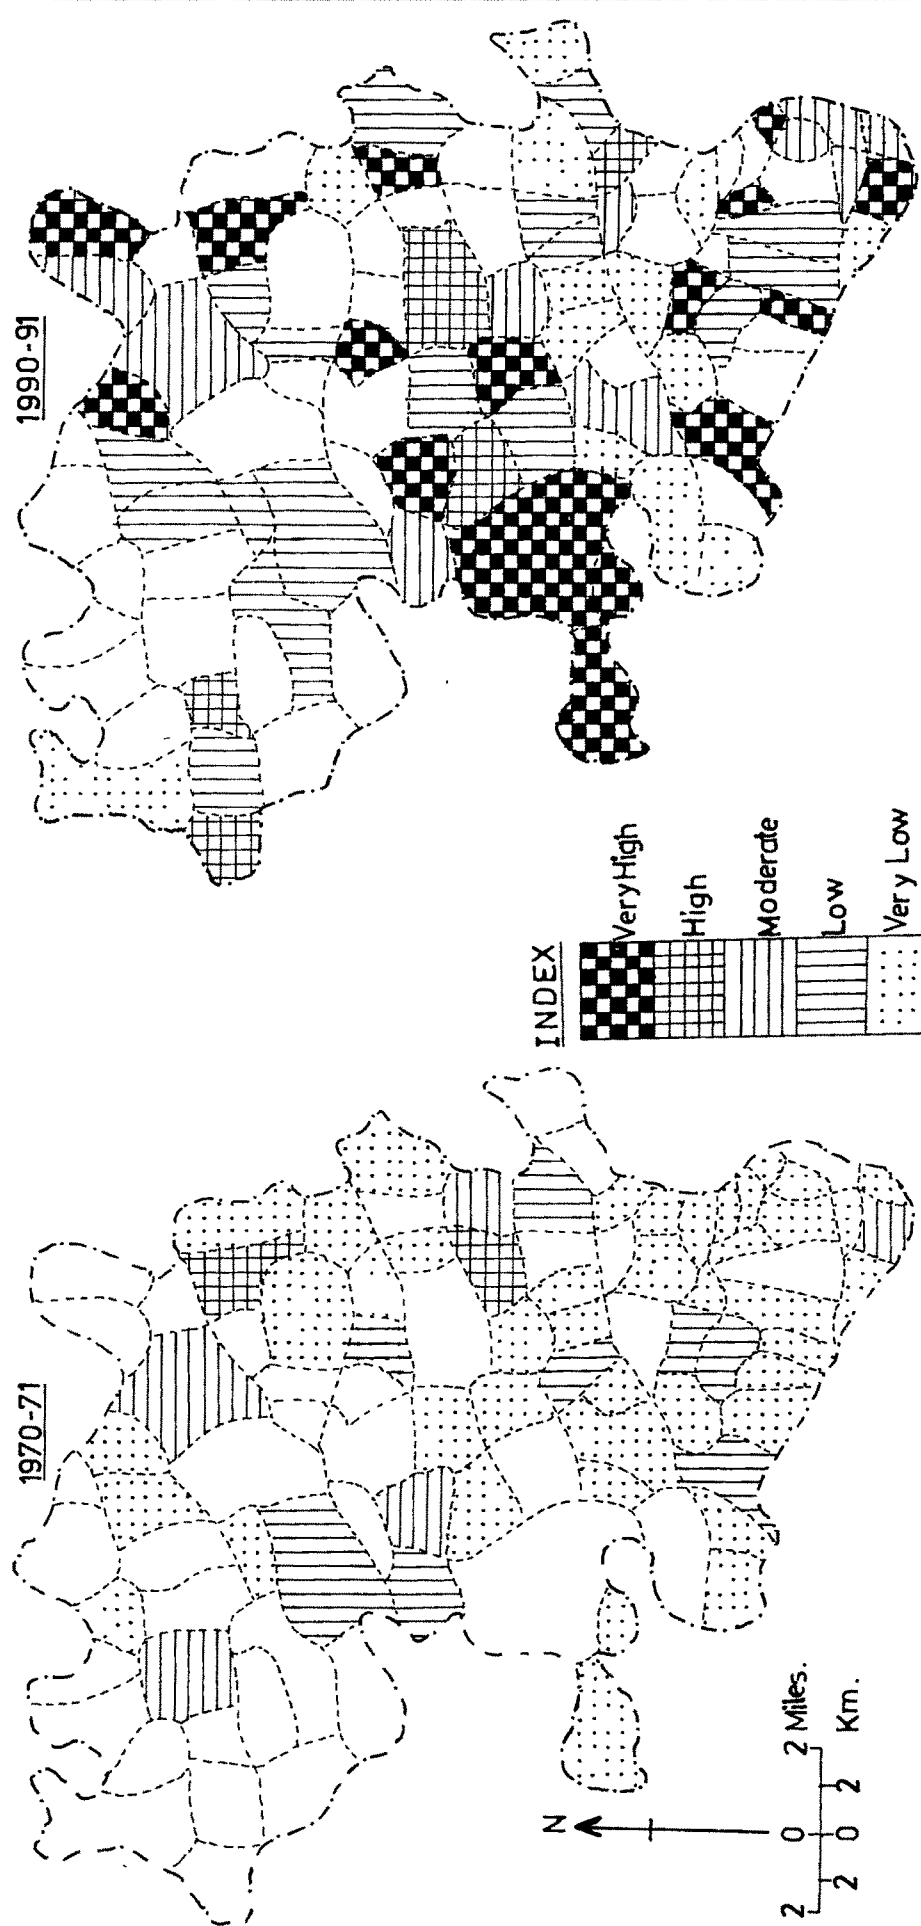 1970-71
1990-91
INDEX
Very High
High
Moderate
Low
Very Low
N
2 0 2 Miles.
2 0 2 Km.